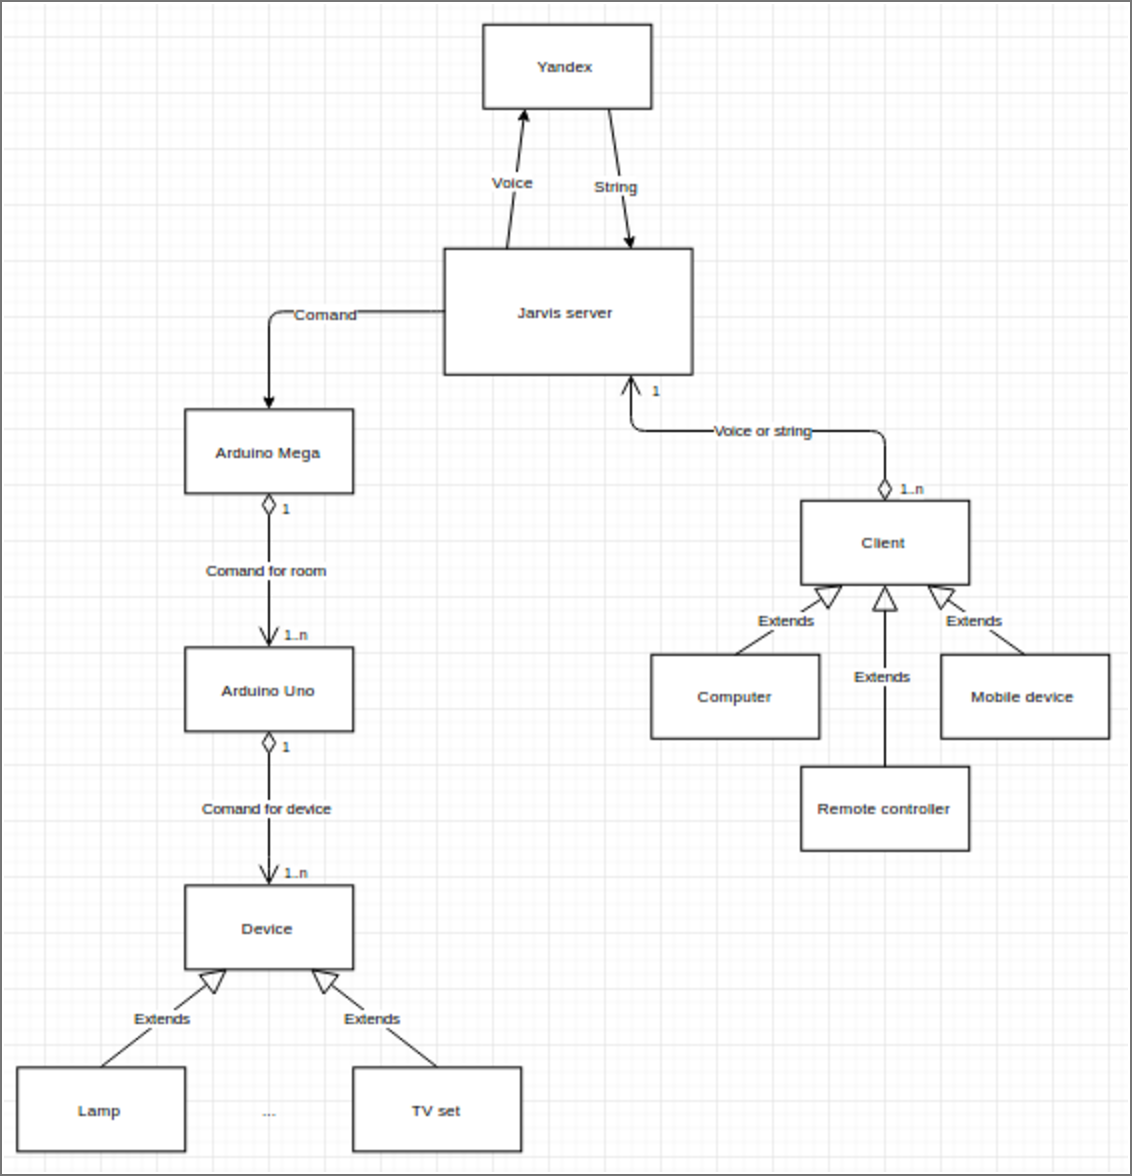 Yandex
Voice
String
Jarvis server
Comand
1
Voice or string
1..n
Arduino Mega
1
Client
Comand for room
Extends
Extends
1..n
Extends
Arduino Uno
Computer
Mobile device
1
Comand for device
Remote controller
1..n
Device
Extends
Extends
Lamp
...
TV set